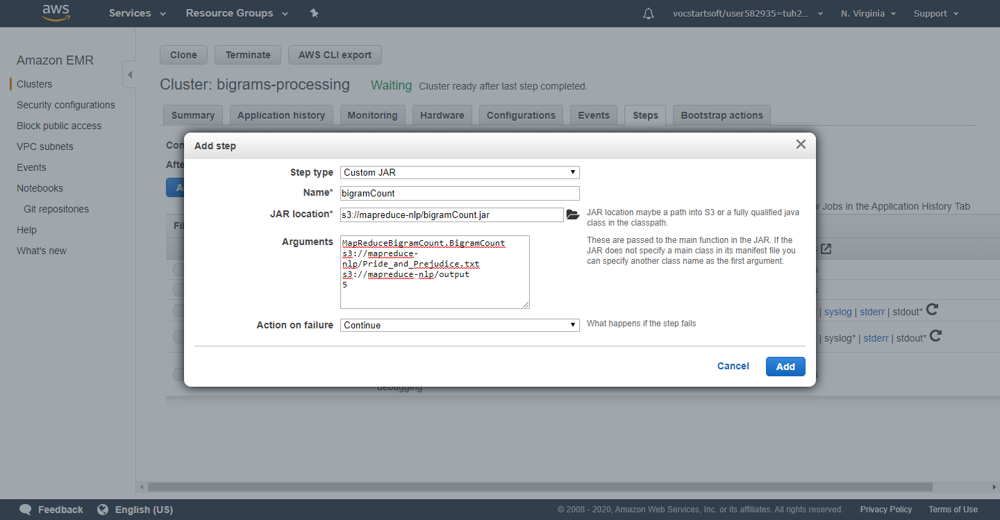 aws Services Resource Groups vocstartsoft/user582935=tuh2... N. Virginia Support
Amazon EMR
Clusters
Security configurations
Block public access
VPC subnets
Events
Notebooks
Git repositories
Help
What's new
Clone Terminate AWS CLI export
Cluster: bigrams-processing Waiting Cluster ready after last step completed.
Summary Application history Monitoring Hardware Configurations Events Steps Bootstrap actions
Add step
Step type Custom JAR
Name* bigramCount
JAR location* s3://mapreduce-nlp/bigramCount.jar
JAR location maybe a path into S3 or a fully qualified java
class in the classpath.
Arguments
MapReduceBigramCount.BigramCount
s3://mapreduce-
nlp/Pride_and_Prejudice.txt
s3://mapreduce-nlp/output
5
These are passed to the main function in the JAR. If the
JAR does not specify a main class in its manifest file you
can specify another class name as the first argument.
Action on failure Continue What happens if the step fails
Cancel Add
Jobs in the Application History Tab
| syslog | stderr | stdout*
| syslog* | stderr | stdout*
debugging
Feedback English (US) © 2008 - 2020, Amazon Web Services, Inc. or its affiliates. All rights reserved. Privacy Policy Terms of Use